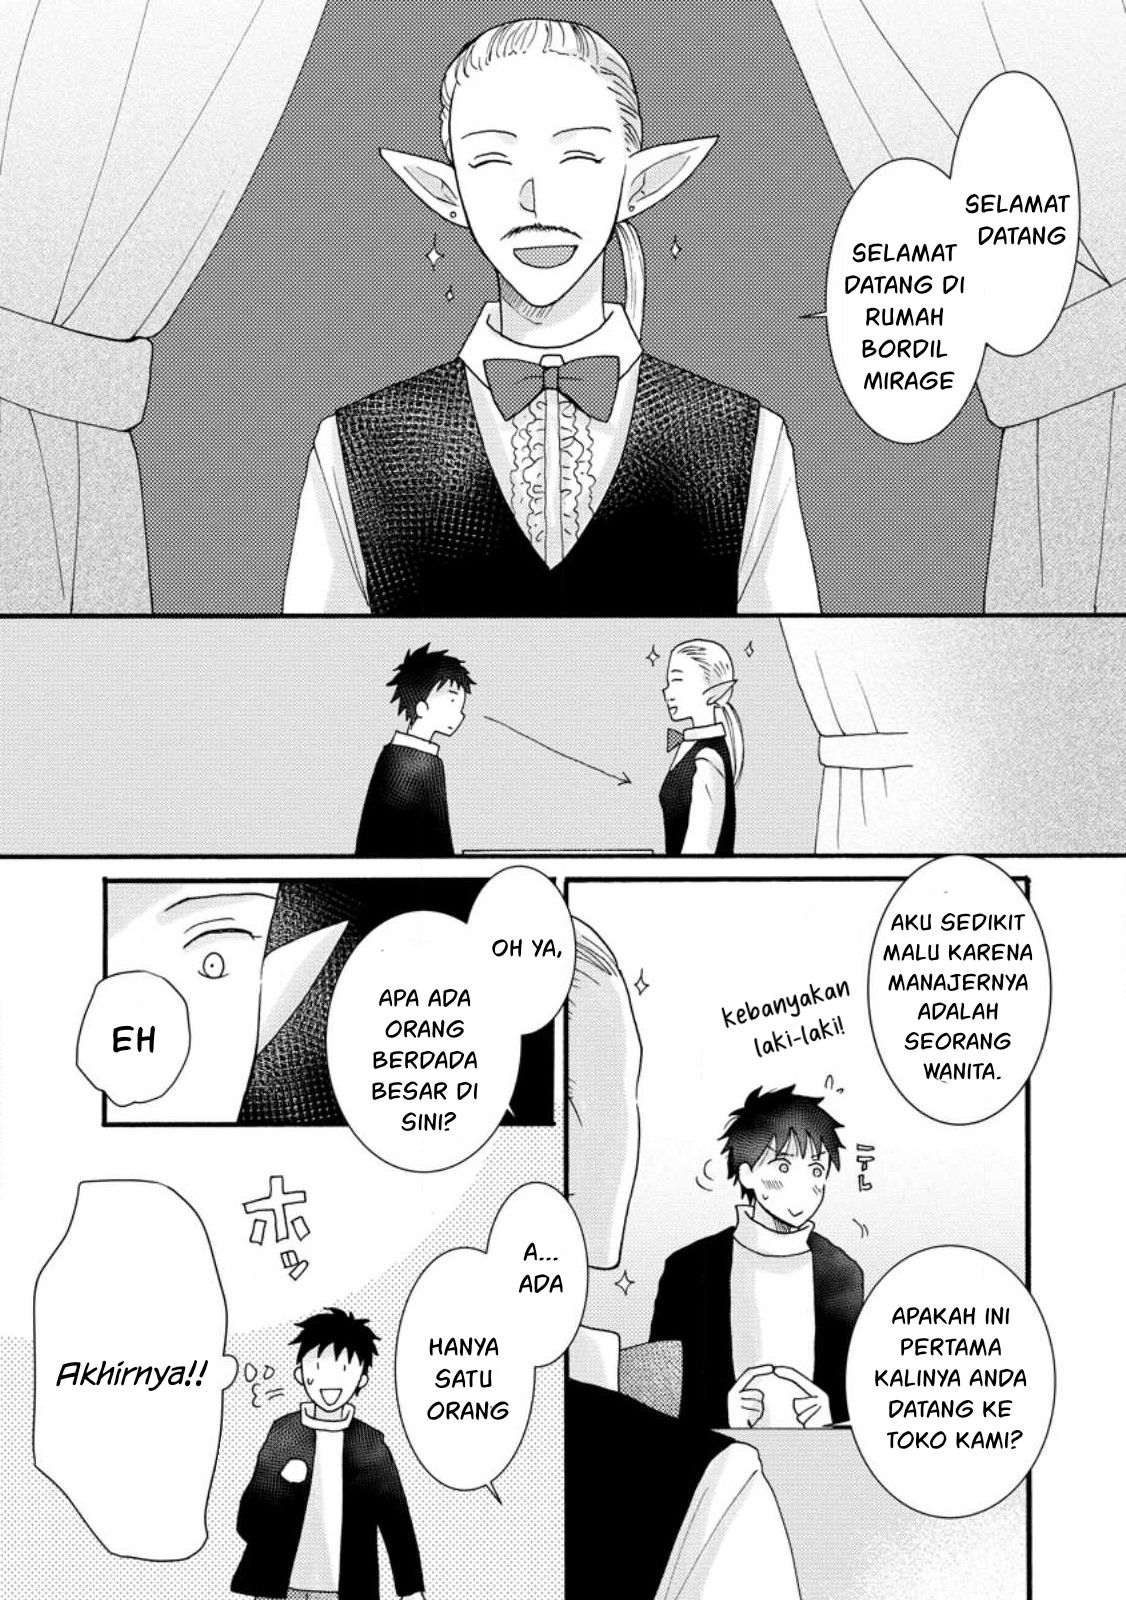 SELAMAT
DATANG
SELAMAT
DATANG DI
RUMAH
BORDIL
MIRAGE
AKU SEDIKIT
MALU KARENA
MANAJERNYA
ADALAH
SEORANG
WANITA.
kebanyakan
laki-laki!
ニテレ
APAKAH INI
PERTAMA
KALINYA ANDA
DATANG KE
TOKO KAMI?
OH YA,
APA ADA
ORANG
BERDADA
BESAR DI
SINI?
EH
A...
ADA
HANYA
SATU
ORANG
ホッ
Akhirnya!!